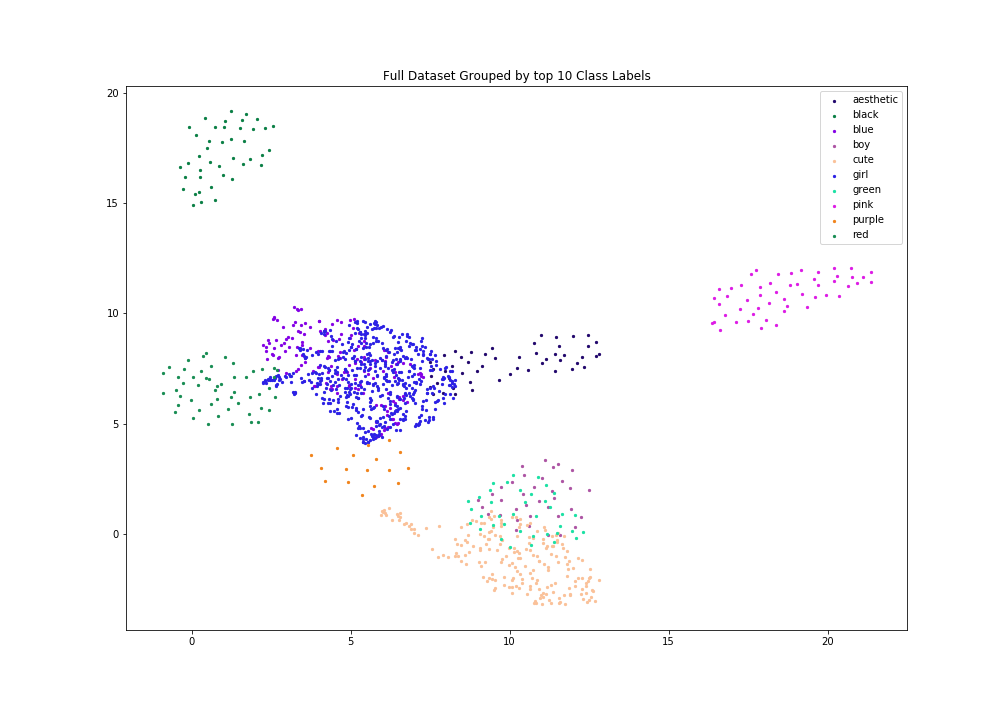 Full Dataset Grouped by top 10 Class Labels
20
15
10
5
0
0
5
10
15
20
aesthetic
black
blue
boy
cute
girl
green
pink
purple
red